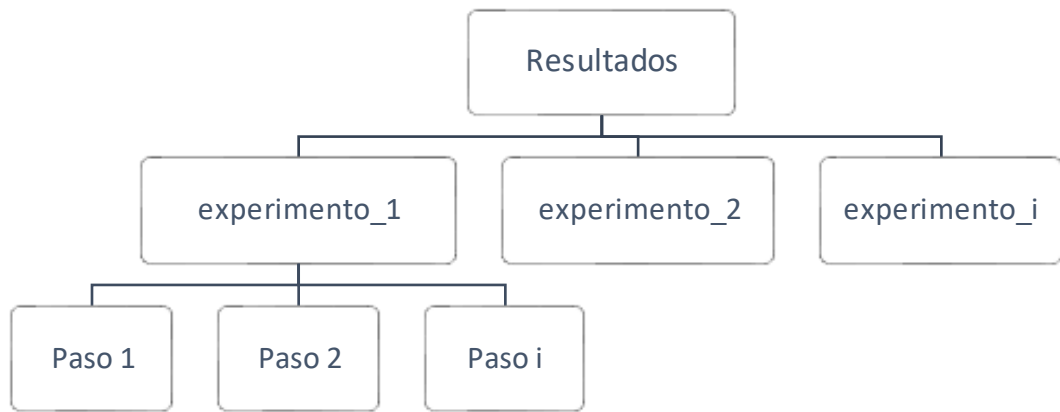 Resultados
experimento_1
experimento_2
experimento_i
Paso 1
Paso 2
Paso i